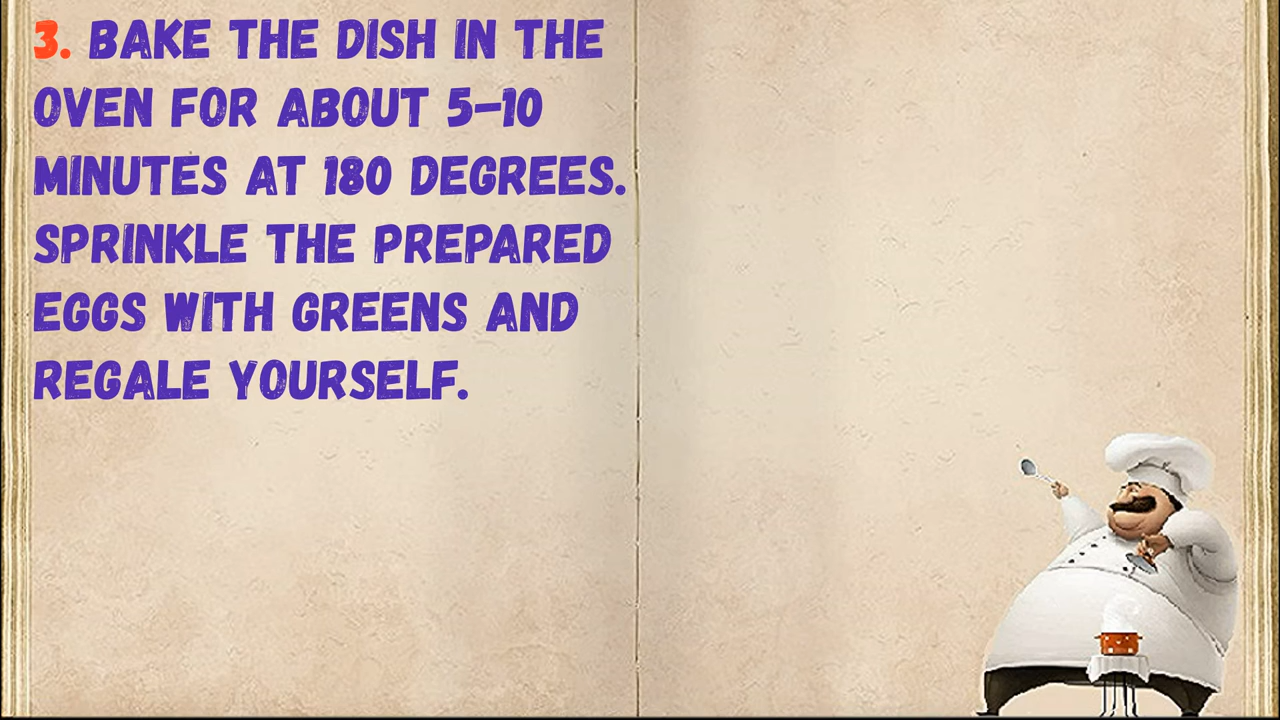 3. BAKE THE DISH IN THE
OVEN FOR ABOUT 5–10
MINUTES AT 180 DEGREES.
SPRINKLE THE PREPARED
EGGS WITH GREENS AND
REGALE YOURSELF.